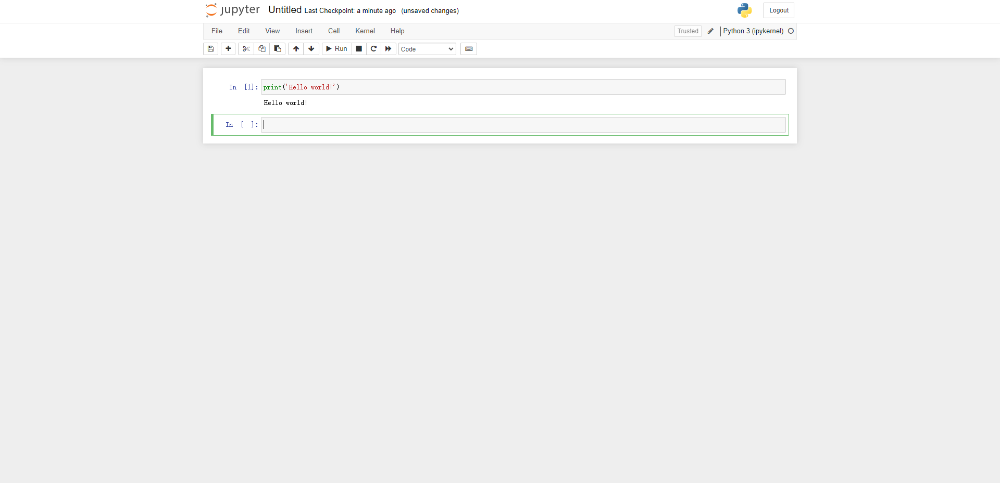 jupyter Untitled Last Checkpoint: a minute ago (unsaved changes) Logout
File Edit View Insert Cell Kernel Help Trusted Python 3 (ipykernel)
Run Code
In [1]: print('Hello world!')
Hello world!
In [ ]: